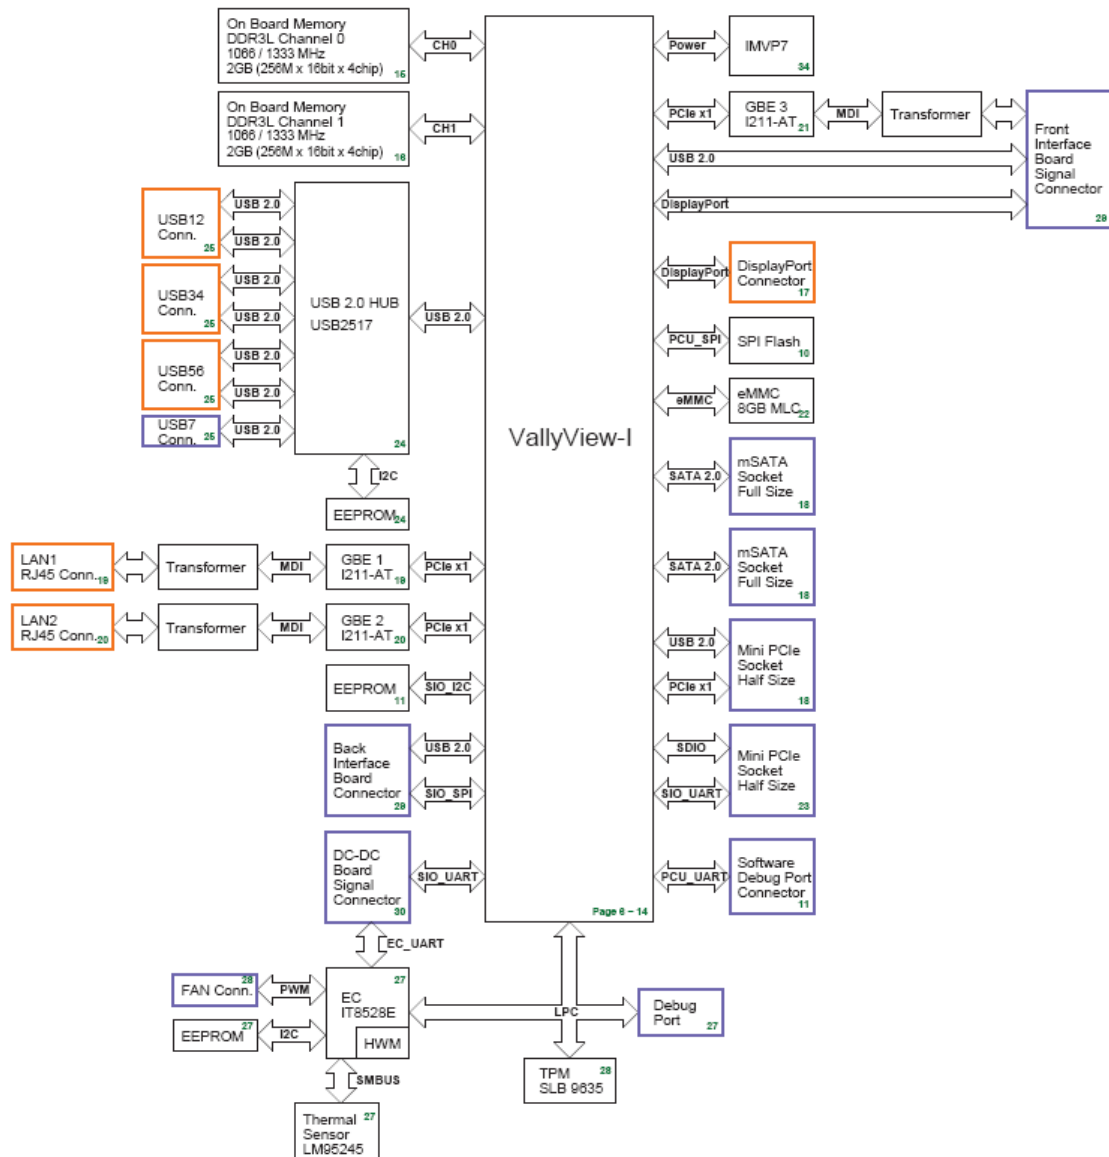 On Board Memory
DDR3L Channel 0
1066 / 1333 MHz
2GB (256M x 16bit x 4chip)
15
CH0
On Board Memory
DDR3L Channel 1
1066 / 1333 MHz
2GB (256M x 16bit x 4chip)
16
CH1
USB12
Conn.
25
USB 2.0
USB 2.0
USB34
Conn.
25
USB 2.0
USB 2.0
USB56
Conn.
25
USB 2.0
USB 2.0
USB7
Conn.
25
USB 2.0
USB 2.0 HUB
USB2517
24
USB 2.0
I2C
EEPROM
24
LAN1
RJ45 Conn.
19
Transformer
MDI
GBE 1
I211-AT
19
PCIe x1
LAN2
RJ45 Conn.
20
Transformer
MDI
GBE 2
I211-AT
20
PCIe x1
EEPROM
11
SIO_I2C
Back
Interface
Board
Connector
29
USB 2.0
SIO_SPI
DC-DC
Board
Signal
Connector
30
SIO_UART
EC_UART
FAN Conn.
28
PWM
EEPROM
27
I2C
27
EC
IT8528E
HWM
SMBUS
Thermal
Sensor
LM95245
27
VallyView-I
Page 6 – 14
LPC
TPM
SLB 9635
28
Debug
Port
27
Power
IMVP7
34
PCIe x1
GBE 3
I211-AT
21
MDI
Transformer
Front
Interface
Board
Signal
Connector
29
USB 2.0
DisplayPort
DisplayPort
DisplayPort
Connector
17
PCU_SPI
SPI Flash
10
eMMC
eMMC
8GB MLC
22
SATA 2.0
mSATA
Socket
Full Size
18
SATA 2.0
mSATA
Socket
Full Size
18
USB 2.0
PCIe x1
Mini PCIe
Socket
Half Size
18
SDIO
SIO_UART
Mini PCIe
Socket
Half Size
23
PCU_UART
Software
Debug Port
Connector
11